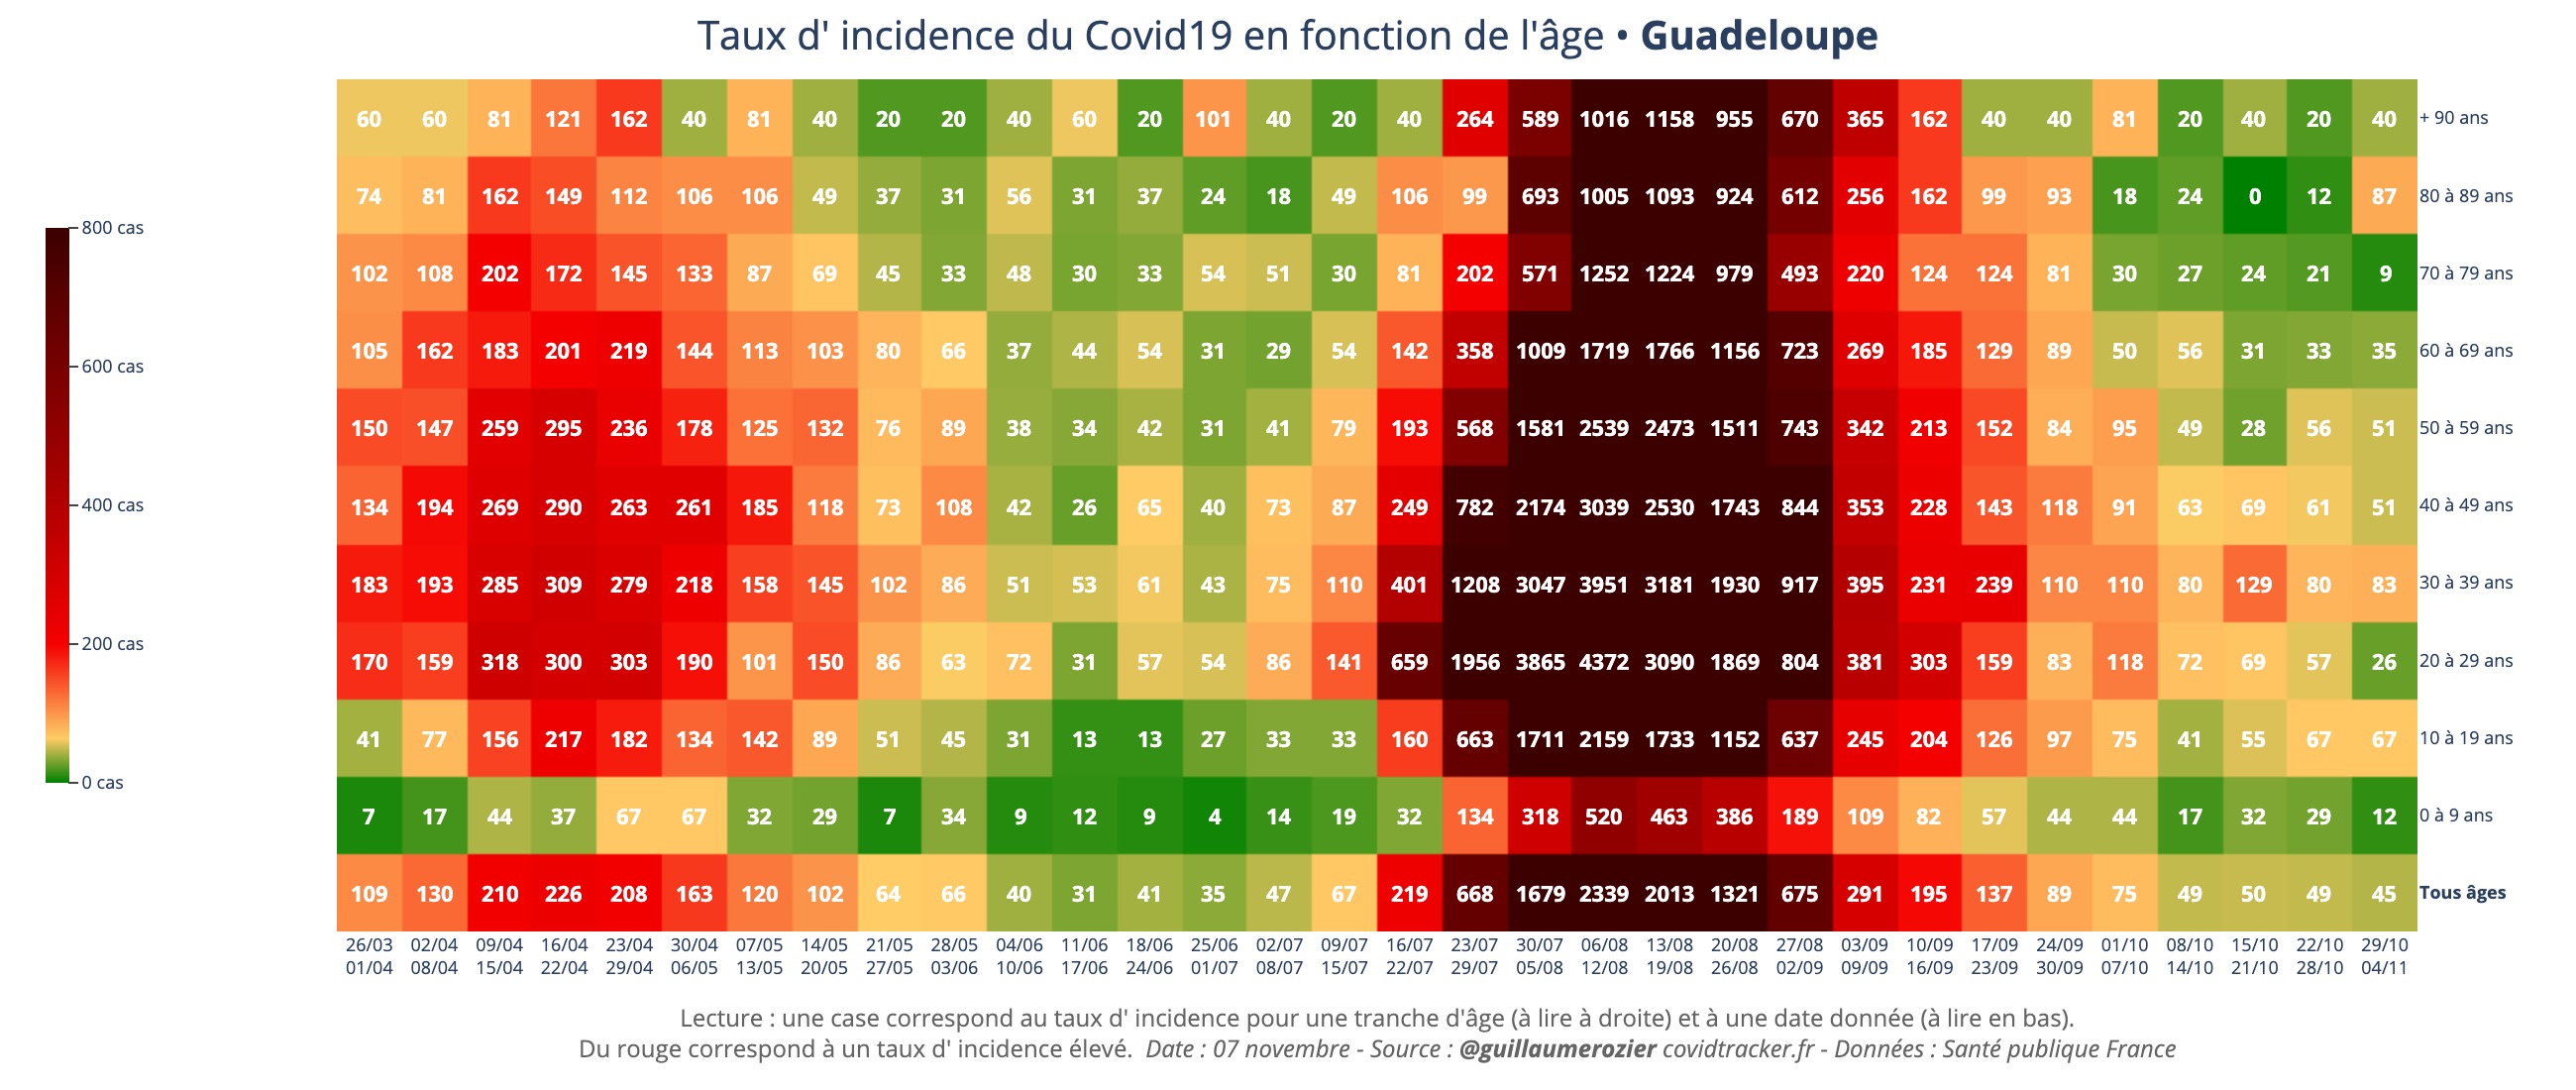 Taux d' incidence du Covid19 en fonction de l'âge • Guadeloupe
800 cas
600 cas
400 cas
200 cas
0 cas
60 60 81 121 162 40 81 40 20 20 40 60 20 101 40 20 40 264 589 1016 1158 955 670 365 162 40 40 81 20 40 20 40 + 90 ans
74 81 162 149 112 106 106 49 37 31 56 31 37 24 18 49 106 99 693 1005 1093 924 612 256 162 99 93 18 24 0 12 87 80 à 89 ans
102 108 202 172 145 133 87 69 45 33 48 30 33 54 51 30 81 202 571 1252 1224 979 493 220 124 124 81 30 27 24 21 9 70 à 79 ans
105 162 183 201 219 144 113 103 80 66 37 44 54 31 29 54 142 358 1009 1719 1766 1156 723 269 185 129 89 50 56 31 33 35 60 à 69 ans
150 147 259 295 236 178 125 132 76 89 38 34 42 31 41 79 193 568 1581 2539 2473 1511 743 342 213 152 84 95 49 28 56 51 50 à 59 ans
134 194 269 290 263 261 185 118 73 108 42 26 65 40 73 87 249 782 2174 3039 2530 1743 844 353 228 143 118 91 63 69 61 51 40 à 49 ans
183 193 285 309 279 218 158 145 102 86 51 53 61 43 75 110 401 1208 3047 3951 3181 1930 917 395 231 239 110 110 80 129 80 83 30 à 39 ans
170 159 318 300 303 190 101 150 86 63 72 31 57 54 86 141 659 1956 3865 4372 3090 1869 804 381 303 159 83 118 72 69 57 26 20 à 29 ans
41 77 156 217 182 134 142 89 51 45 31 13 13 27 33 33 160 663 1711 2159 1733 1152 637 245 204 126 97 75 41 55 67 67 10 à 19 ans
7 17 44 37 67 67 32 29 7 34 9 12 9 4 14 19 32 134 318 520 463 386 189 109 82 57 44 44 17 32 29 12 0 à 9 ans
109 130 210 226 208 163 120 102 64 66 40 31 41 35 47 67 219 668 1679 2339 2013 1321 675 291 195 137 89 75 49 50 49 45 Tous âges
26/03 02/04 09/04 16/04 23/04 30/04 07/05 14/05 21/05 28/05 04/06 11/06 18/06 25/06 02/07 09/07 16/07 23/07 30/07 06/08 13/08 20/08 27/08 03/09 10/09 17/09 24/09 01/10 08/10 15/10 22/10 29/10
01/04 08/04 15/04 22/04 29/04 06/05 13/05 20/05 27/05 03/06 10/06 17/06 24/06 01/07 08/07 15/07 22/07 29/07 05/08 12/08 19/08 26/08 02/09 09/09 16/09 23/09 30/09 07/10 14/10 21/10 28/10 04/11
Lecture : une case correspond au taux d' incidence pour une tranche d'âge (à lire à droite) et à une date donnée (à lire en bas).
Du rouge correspond à un taux d' incidence élevé. Date : 07 novembre - Source : @guillaumerozier covidtracker.fr - Données : Santé publique France